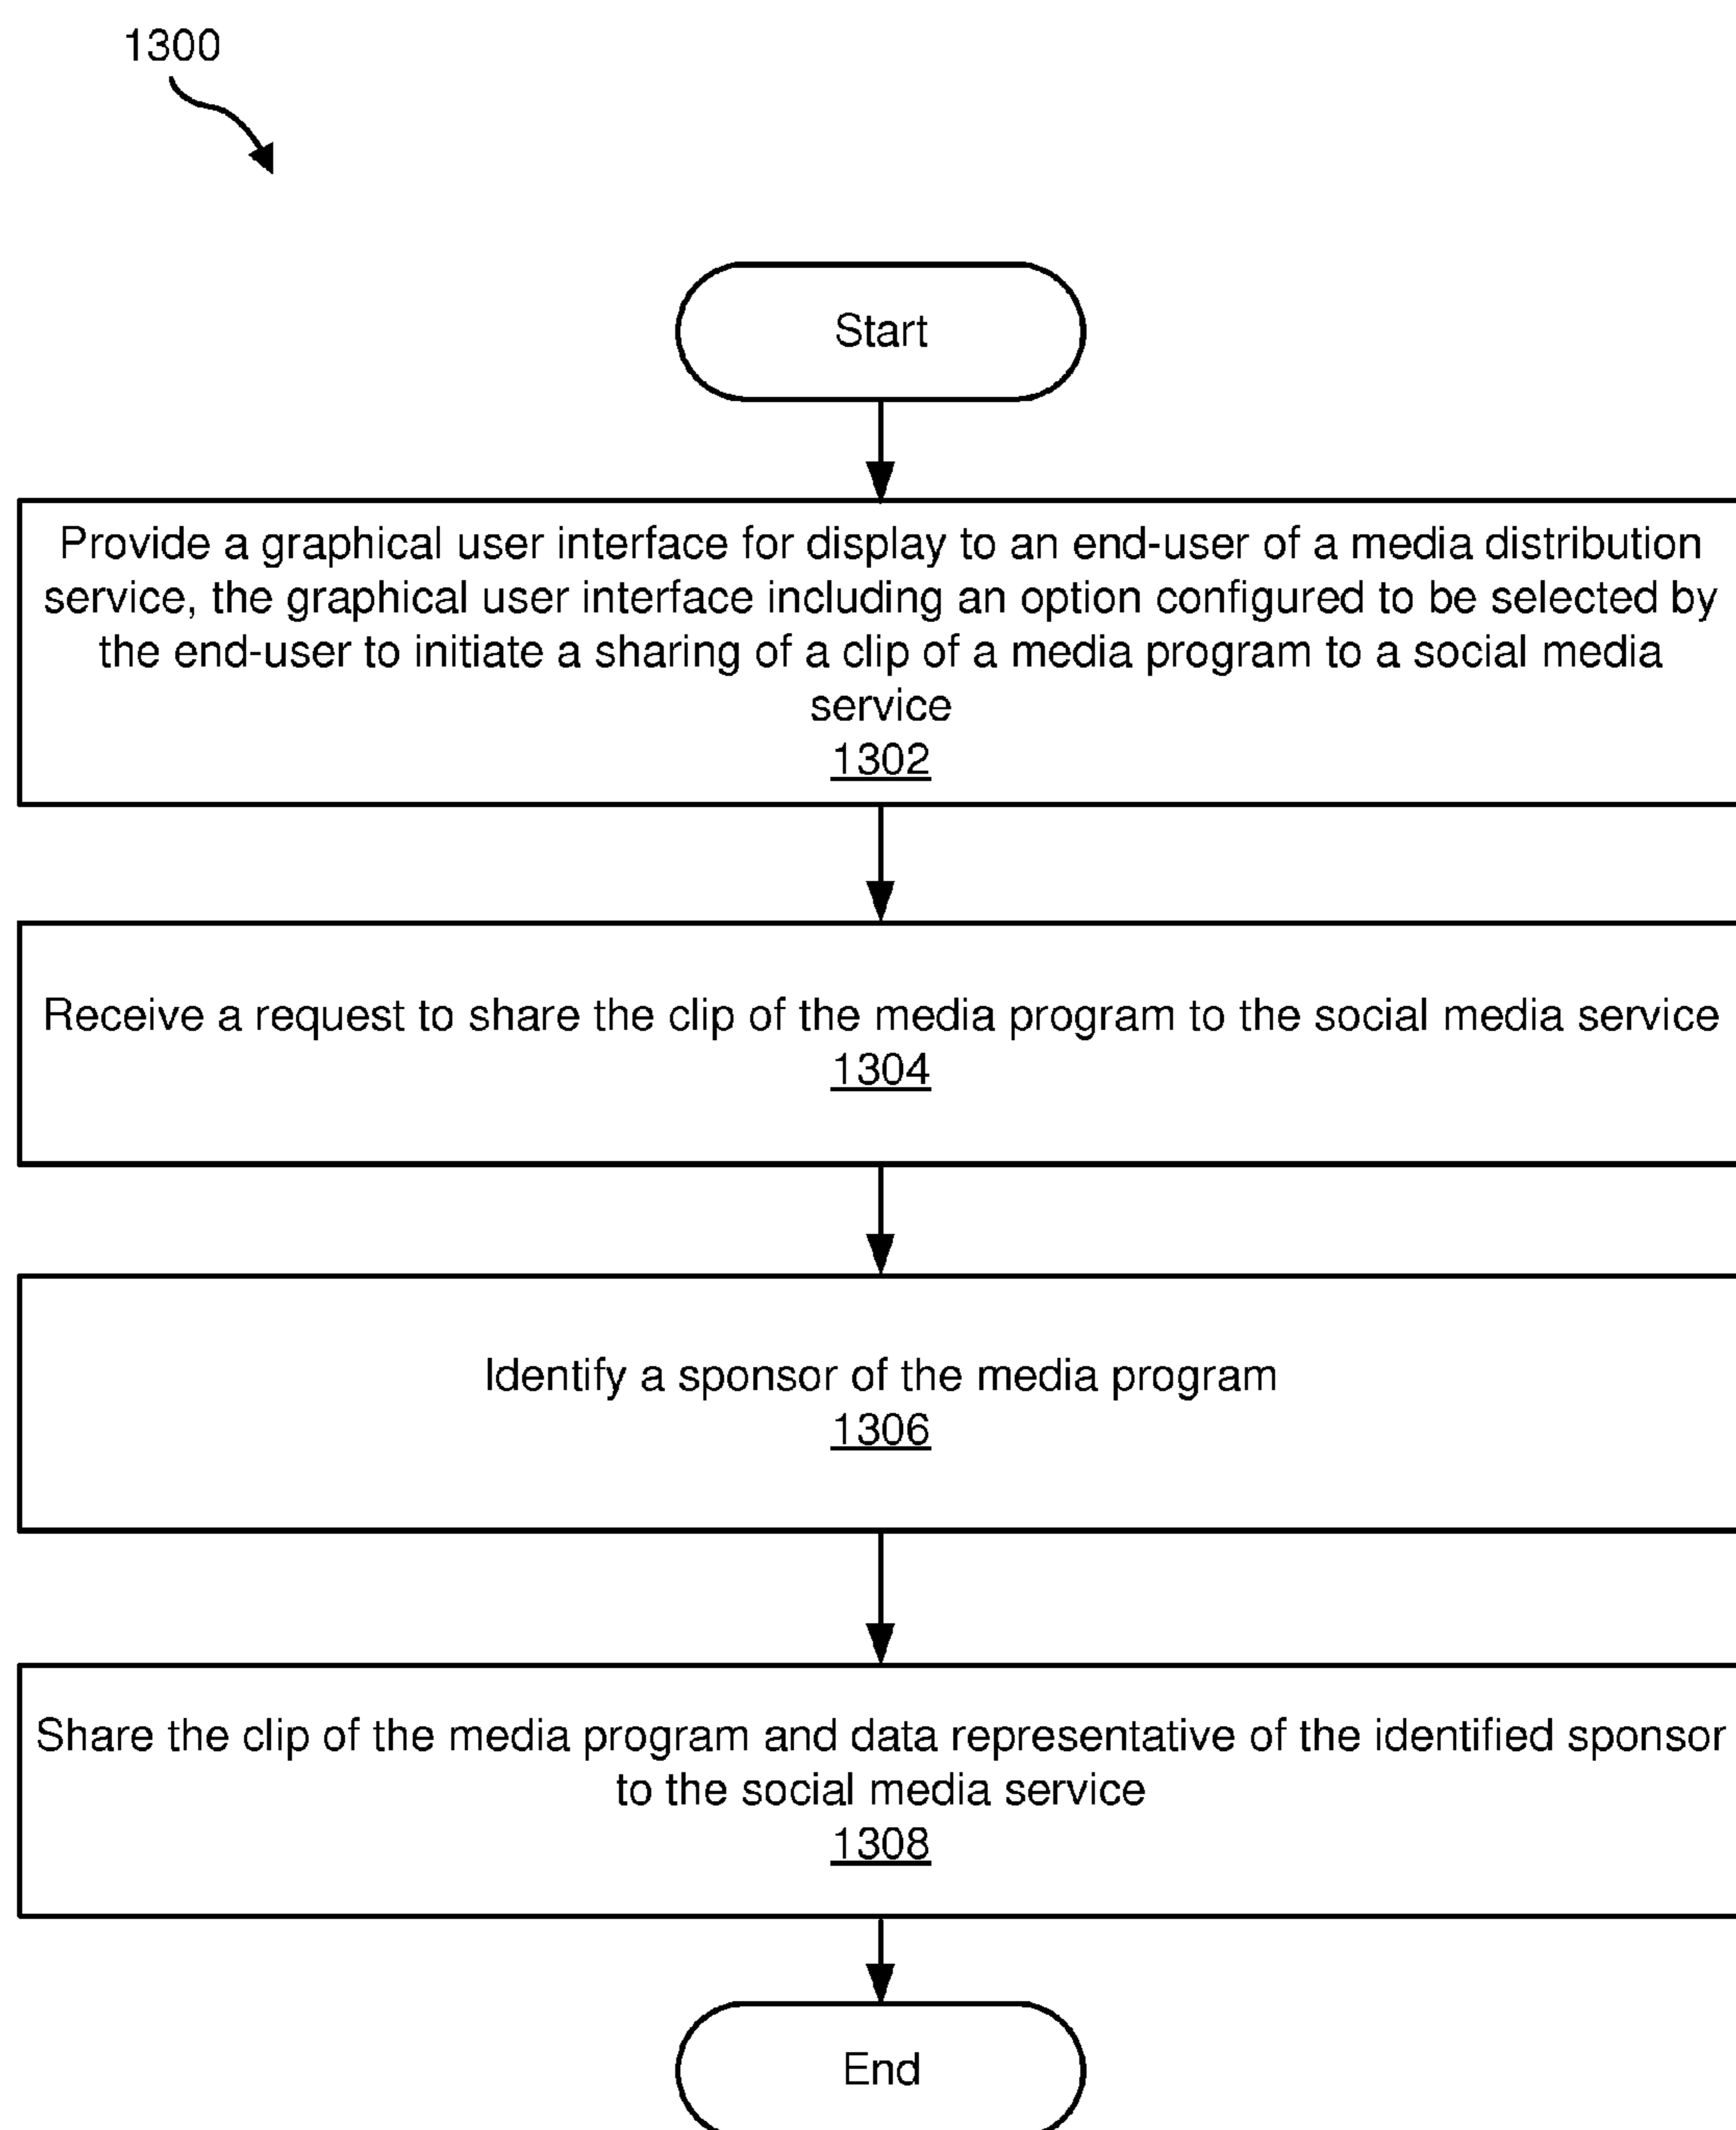 1300
Start
Provide a graphical user interface for display to an end-user of a media distribution
service, the graphical user interface including an option configured to be selected by
the end-user to initiate a sharing of a clip of a media program to a social media
service
1302
Receive a request to share the clip of the media program to the social media service
1304
Identify a sponsor of the media program
1306
Share the clip of the media program and data representative of the identified sponsor
to the social media service
1308
End